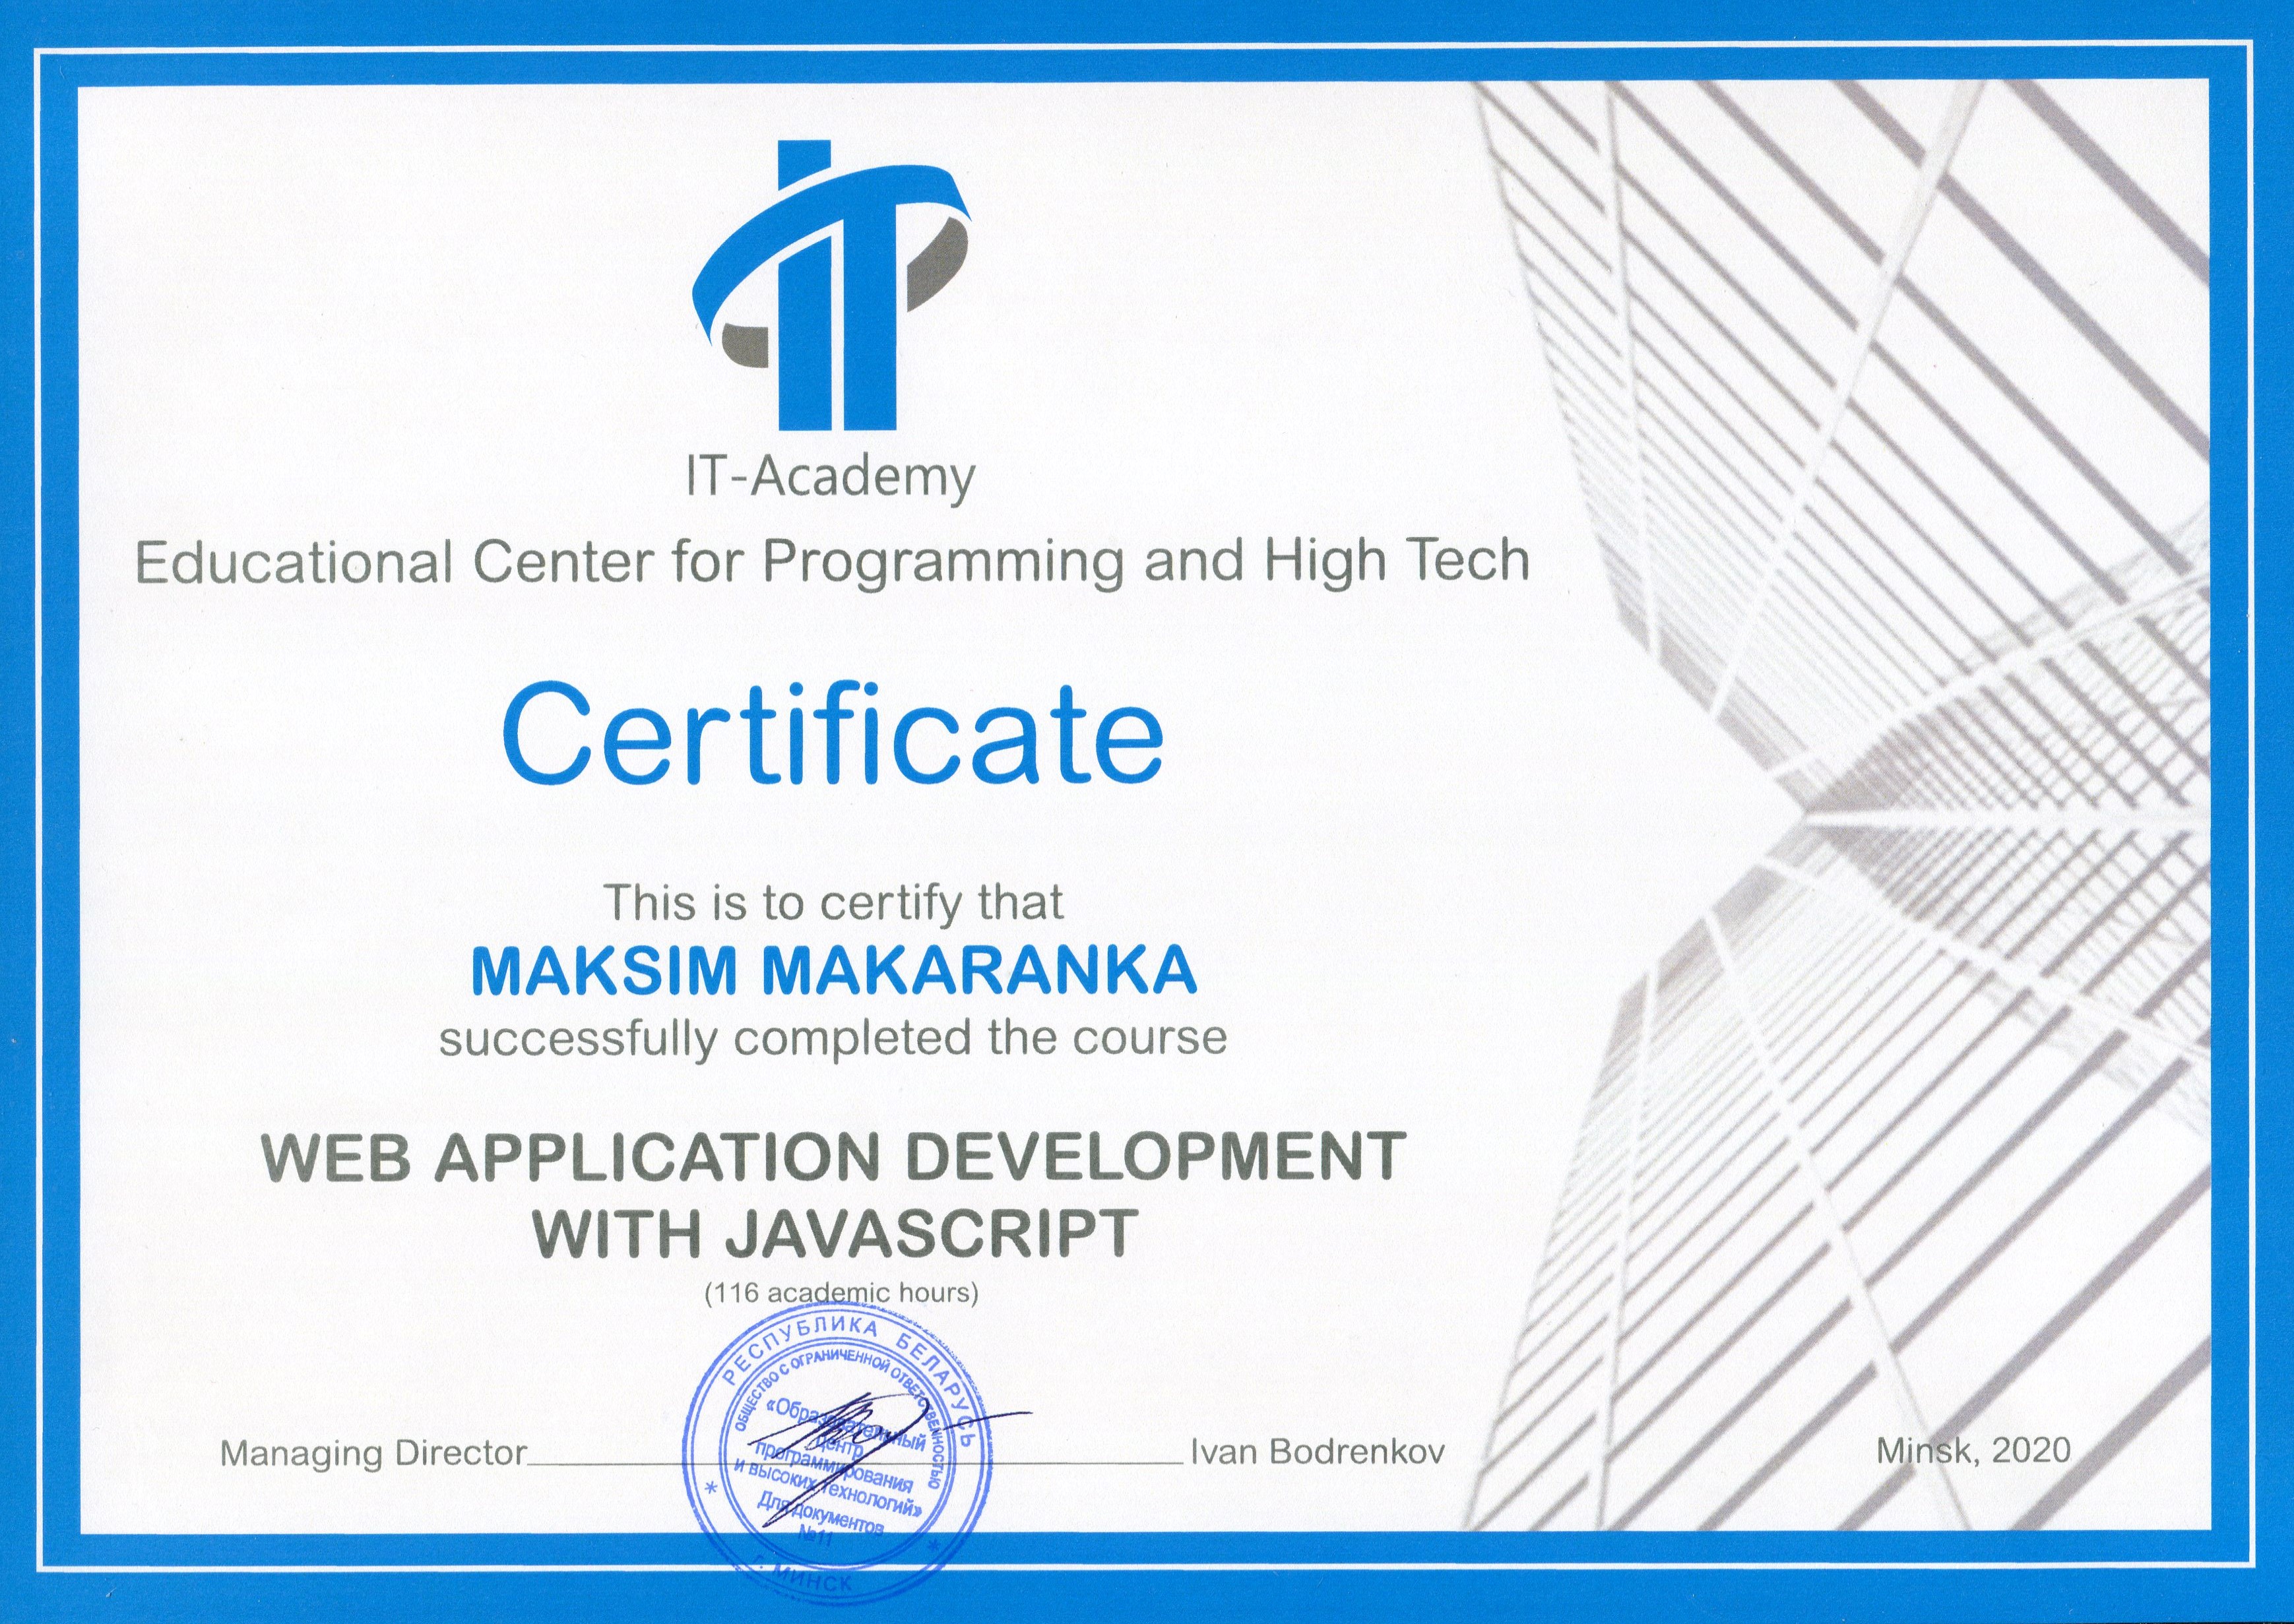 IT-Academy
Educational Center for Programming and High Tech
Certificate
This is to certify that
MAKSIM MAKARANKA
successfully completed the course
WEB APPLICATION DEVELOPMENT
WITH JAVASCRIPT
(116 academic hours)
РЕСПУБЛИКА БЕЛАРУСЬ
ОБЩЕСТВО С ОГРАНИЧЕННОЙ ОТВЕТСТВЕННОСТЬЮ
«Образовательный
центр
программирования
и высоких технологий»
Для документов
№11
г. МИНСК
Managing Director
Ivan Bodrenkov
Minsk, 2020